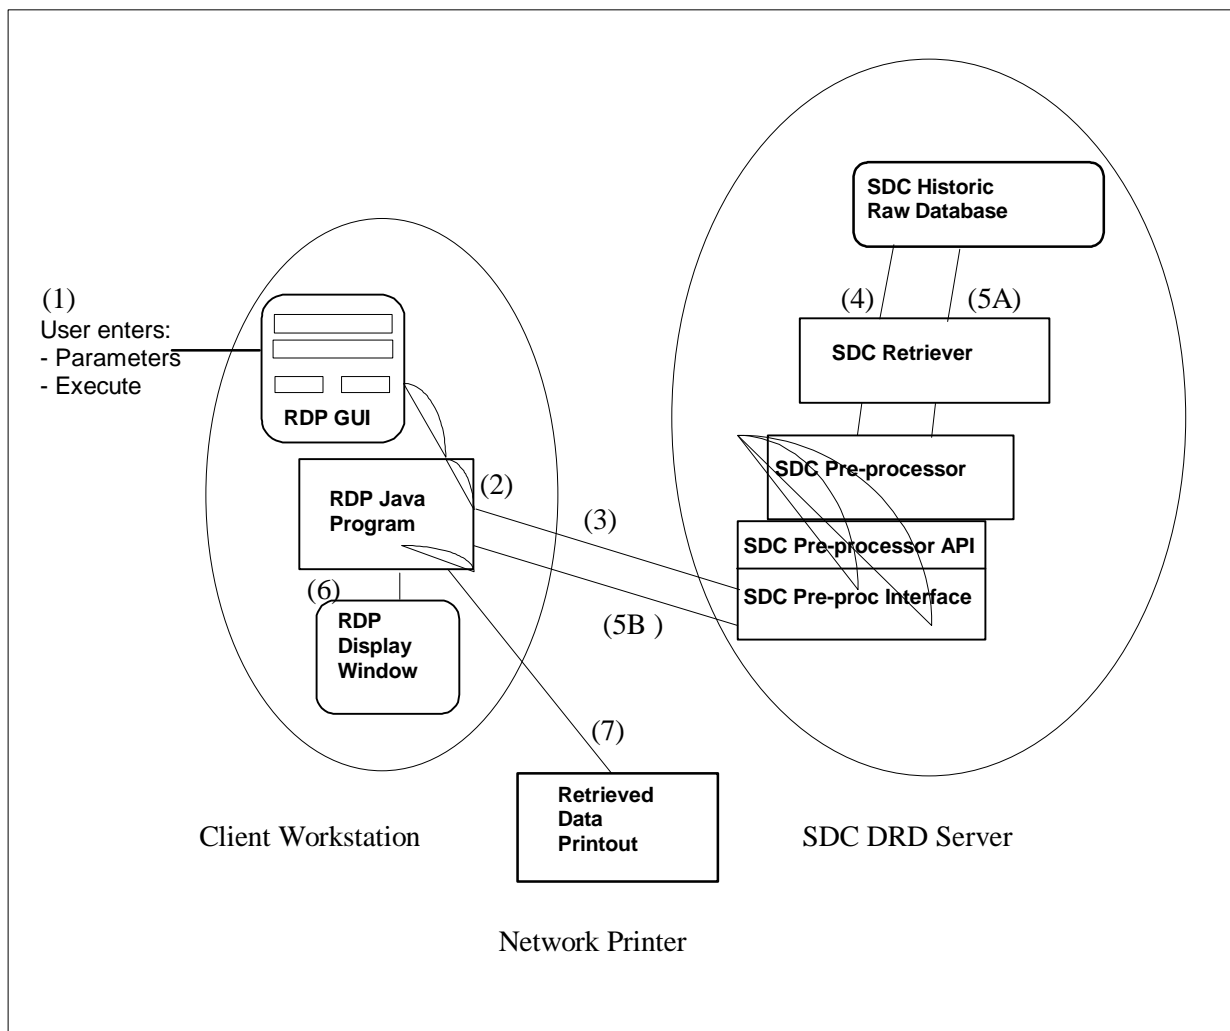 SDC Historic
Raw Database
(1)
User enters:
- Parameters
- Execute
(4)
(5A)
SDC Retriever
RDP GUI
SDC Pre-processor
(2)
RDP Java
Program
(3)
SDC Pre-processor API
SDC Pre-proc Interface
(6)
RDP
Display
Window
(5B )
(7)
Retrieved
Data
Printout
Client Workstation
SDC DRD Server
Network Printer